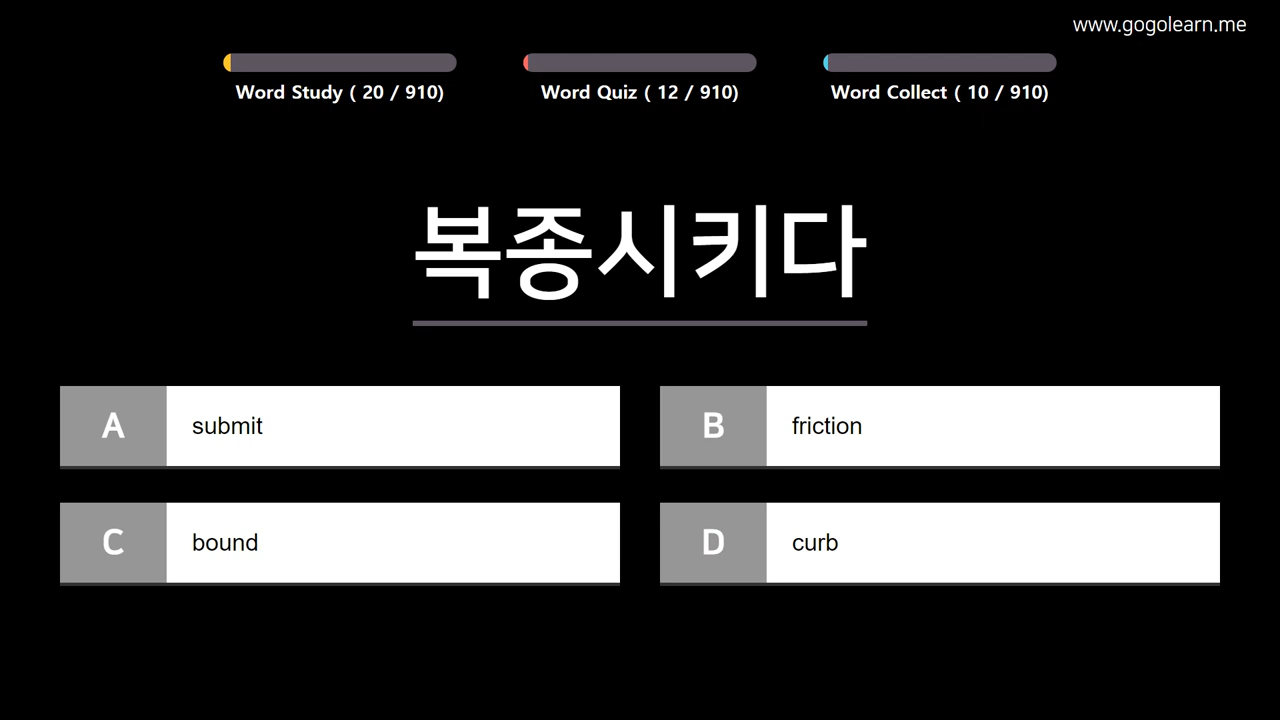 www.gogolearn.me
Word Study ( 20 / 910)
Word Quiz ( 12 / 910)
Word Collect ( 10 / 910)
복종시키다
A submit
B friction
C bound
D curb